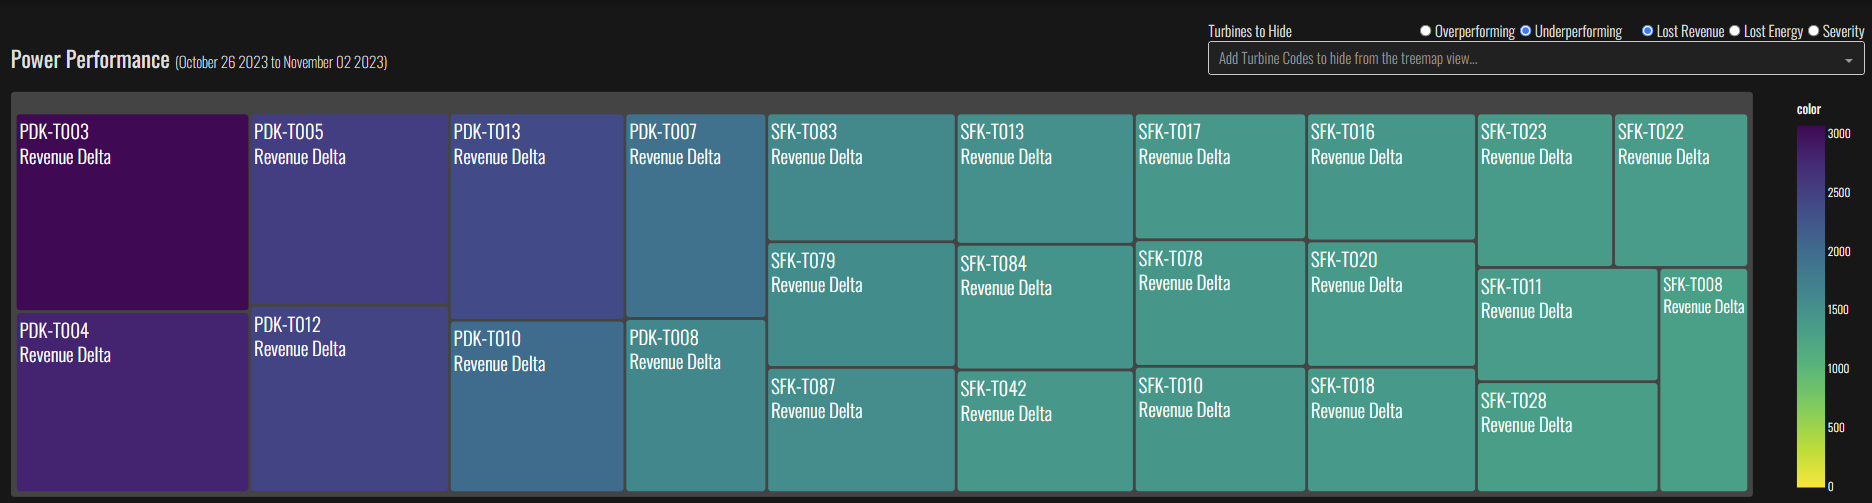 Turbines to Hide
Overperforming Underperforming Lost Revenue Lost Energy Severity
Power Performance (October 26 2023 to November 02 2023)
Add Turbine Codes to hide from the treemap view...
PDK-T003
Revenue Delta
PDK-T004
Revenue Delta
PDK-T005
Revenue Delta
PDK-T012
Revenue Delta
PDK-T013
Revenue Delta
PDK-T010
Revenue Delta
PDK-T007
Revenue Delta
PDK-T008
Revenue Delta
SFK-T083
Revenue Delta
SFK-T079
Revenue Delta
SFK-T087
Revenue Delta
SFK-T013
Revenue Delta
SFK-T084
Revenue Delta
SFK-T042
Revenue Delta
SFK-T017
Revenue Delta
SFK-T078
Revenue Delta
SFK-T010
Revenue Delta
SFK-T016
Revenue Delta
SFK-T020
Revenue Delta
SFK-T018
Revenue Delta
SFK-T023
Revenue Delta
SFK-T022
Revenue Delta
SFK-T011
Revenue Delta
SFK-T028
Revenue Delta
SFK-T008
Revenue Delta
color
3000
2500
2000
1500
1000
500
0